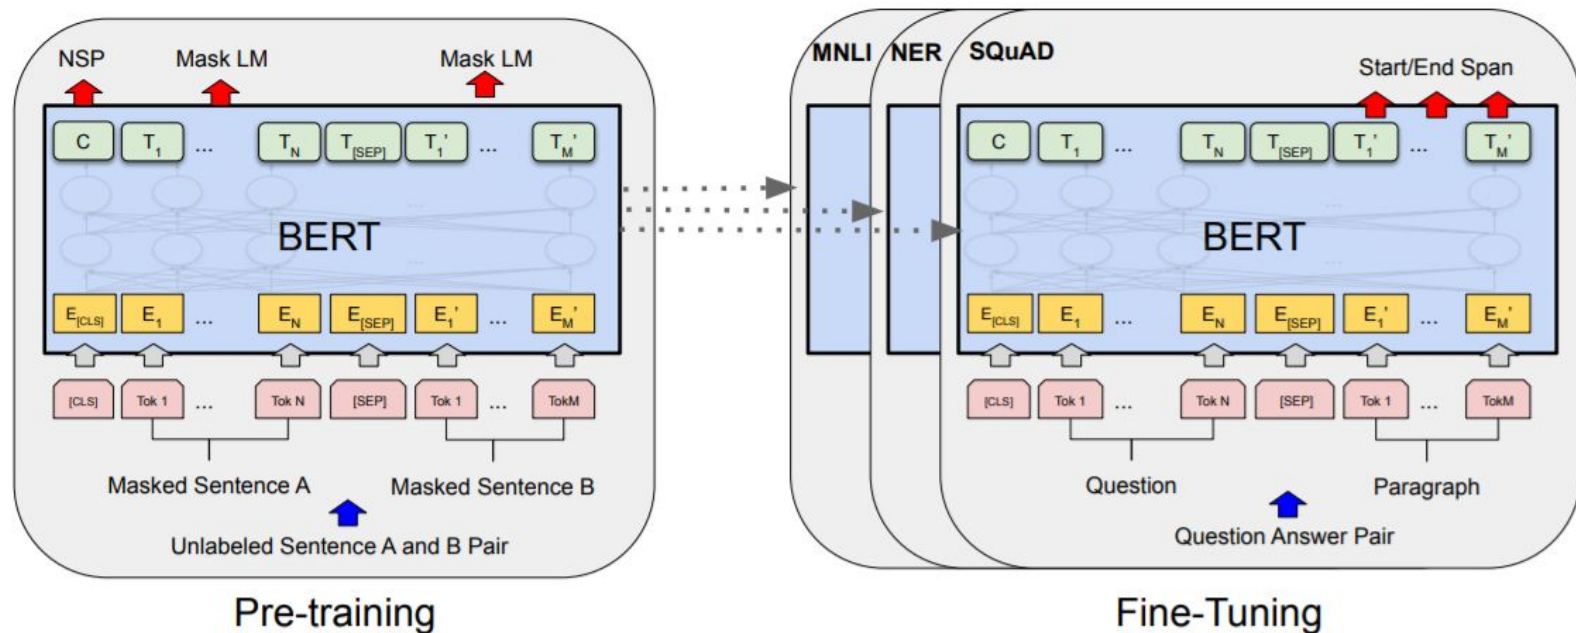 NSP Mask LM Mask LM
C T1 ... TN T[SEP] T1' ... TM'
...
BERT
...
E[CLS] E1 ... EN E[SEP] E1' ... EM'
[CLS] Tok 1 ... Tok N [SEP] Tok 1 ... TokM
Masked Sentence A Masked Sentence B
Unlabeled Sentence A and B Pair
Pre-training
MNLI NER SQuAD
Start/End Span
C T1 ... TN T[SEP] T1' ... TM'
...
BERT
...
E[CLS] E1 ... EN E[SEP] E1' ... EM'
[CLS] Tok 1 ... Tok N [SEP] Tok 1 ... TokM
Question Paragraph
Question Answer Pair
Fine-Tuning